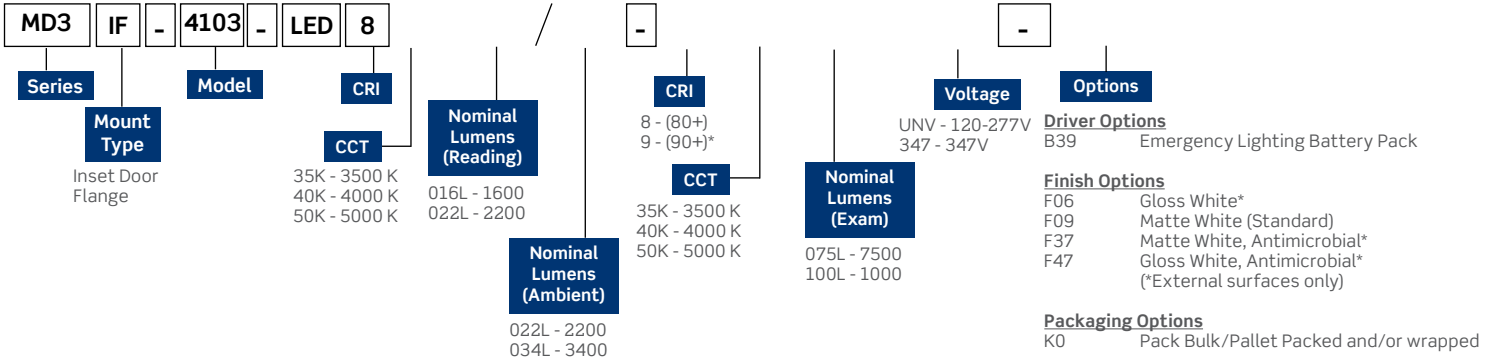 MD3 IF - 4103 - LED 8 / - -
Series
Mount
Type
Inset Door
Flange
Model
CRI
CCT
35K - 3500 K
40K - 4000 K
50K - 5000 K
Nominal
Lumens
(Reading)
016L - 1600
022L - 2200
Nominal
Lumens
(Ambient)
022L - 2200
034L - 3400
CRI
8 - (80+)
9 - (90+)*
CCT
35K - 3500 K
40K - 4000 K
50K - 5000 K
Nominal
Lumens
(Exam)
075L - 7500
100L - 1000
Voltage
UNV - 120-277V
347 - 347V
Options
Driver Options
B39 Emergency Lighting Battery Pack
Finish Options
F06 Gloss White*
F09 Matte White (Standard)
F37 Matte White, Antimicrobial*
F47 Gloss White, Antimicrobial*
(*External surfaces only)
Packaging Options
K0 Pack Bulk/Pallet Packed and/or wrapped